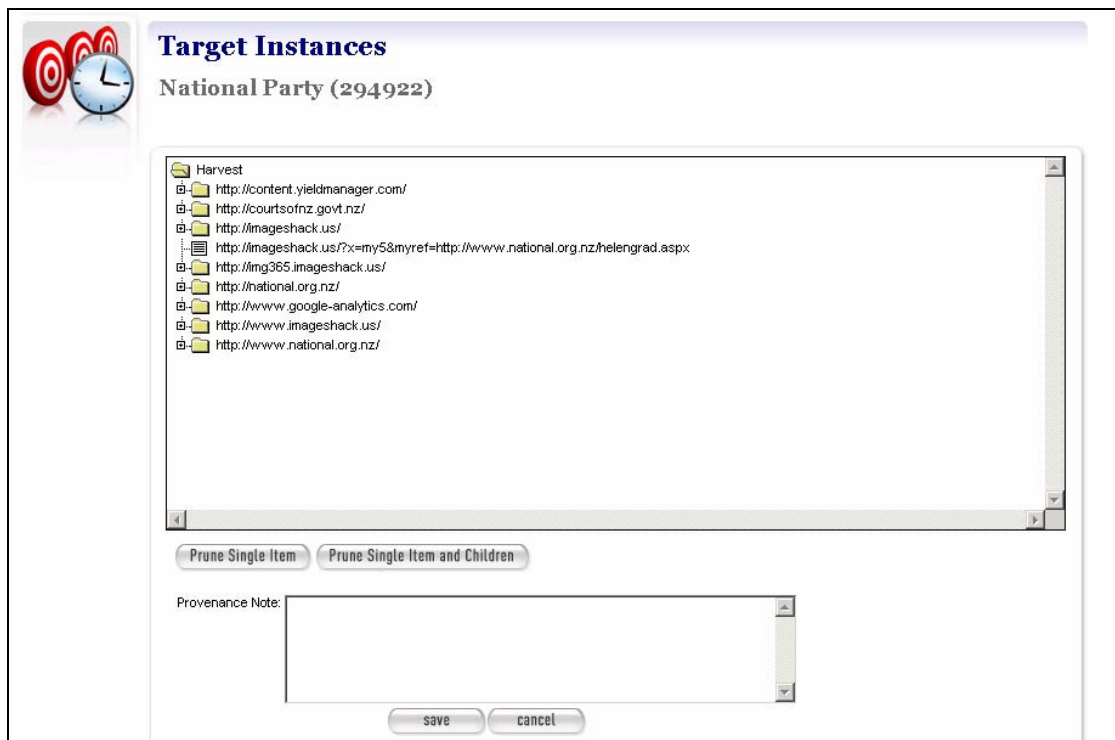 Target Instances
National Party (294922)
Harvest
http://content.yieldmanager.com/
http://courtsofnz.govt.nz/
http://imageshack.us/
http://imageshack.us/?x=my5&myref=http://www.national.org.nz/helengrad.aspx
http://img365.imageshack.us/
http://national.org.nz/
http://www.google-analytics.com/
http://www.imageshack.us/
http://www.national.org.nz/
Prune Single Item Prune Single Item and Children
Provenance Note:
save cancel